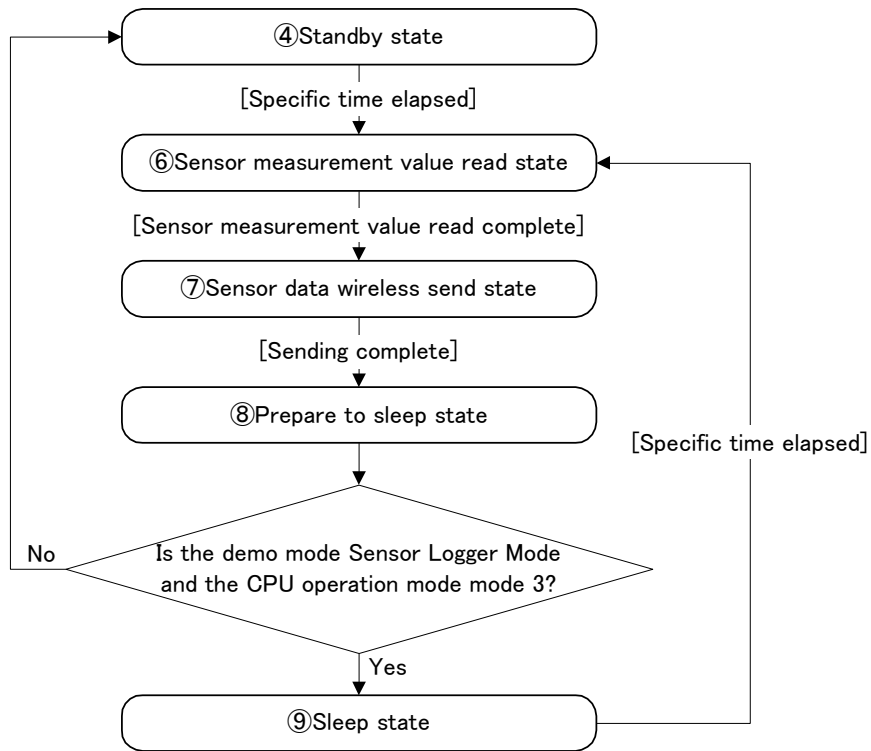 ④Standby state
[Specific time elapsed]
⑥Sensor measurement value read state
[Sensor measurement value read complete]
⑦Sensor data wireless send state
[Sending complete]
⑧Prepare to sleep state
[Specific time elapsed]
No
Is the demo mode Sensor Logger Mode
and the CPU operation mode mode 3?
Yes
⑨Sleep state